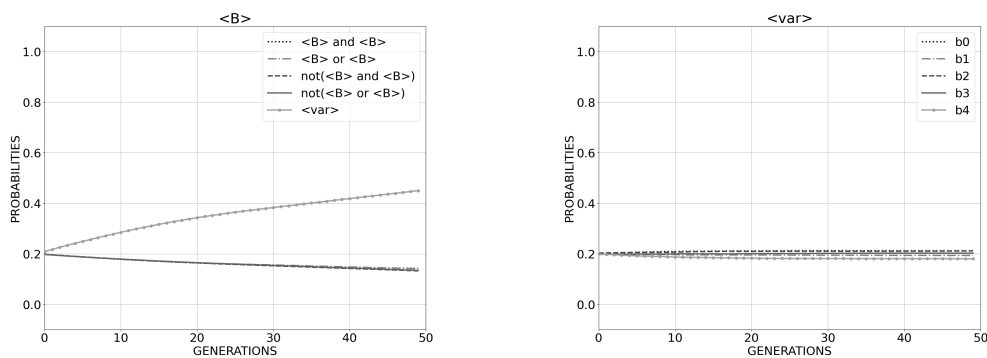 <B>
PROBABILITIES
1.0
0.8
0.6
0.4
0.2
0.0
<B> and <B>
<B> or <B>
not(<B> and <B>)
not(<B> or <B>)
<var>
0 10 20 30 40 50
GENERATIONS
<var>
PROBABILITIES
1.0
0.8
0.6
0.4
0.2
0.0
b0
b1
b2
b3
b4
0 10 20 30 40 50
GENERATIONS